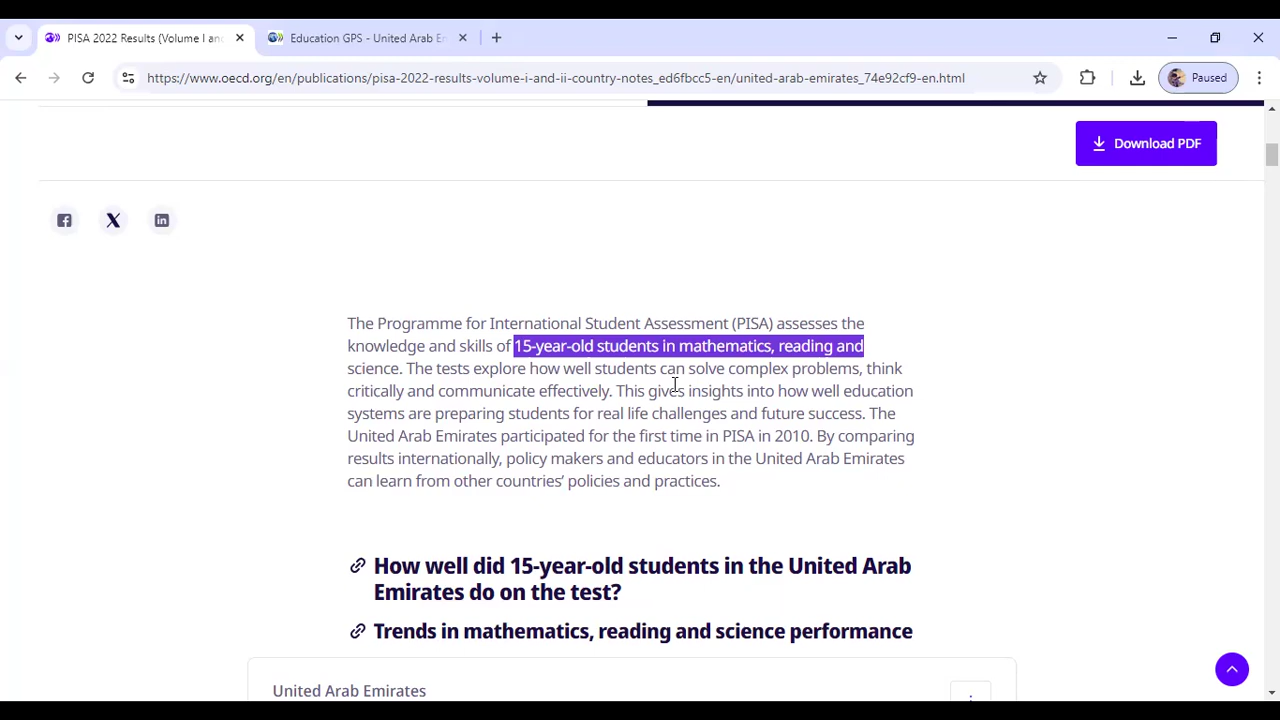 PISA 2022 Results (Volume I and
Education GPS - United Arab Em
https://www.oecd.org/en/publications/pisa-2022-results-volume-i-and-ii-country-notes_ed6fbcc5-en/united-arab-emirates_74e92cf9-en.html
Paused
Download PDF
The Programme for International Student Assessment (PISA) assesses the
knowledge and skills of 15-year-old students in mathematics, reading and
science. The tests explore how well students can solve complex problems, think
critically and communicate effectively. This gives insights into how well education
systems are preparing students for real life challenges and future success. The
United Arab Emirates participated for the first time in PISA in 2010. By comparing
results internationally, policy makers and educators in the United Arab Emirates
can learn from other countries’ policies and practices.
How well did 15-year-old students in the United Arab
Emirates do on the test?
Trends in mathematics, reading and science performance
United Arab Emirates